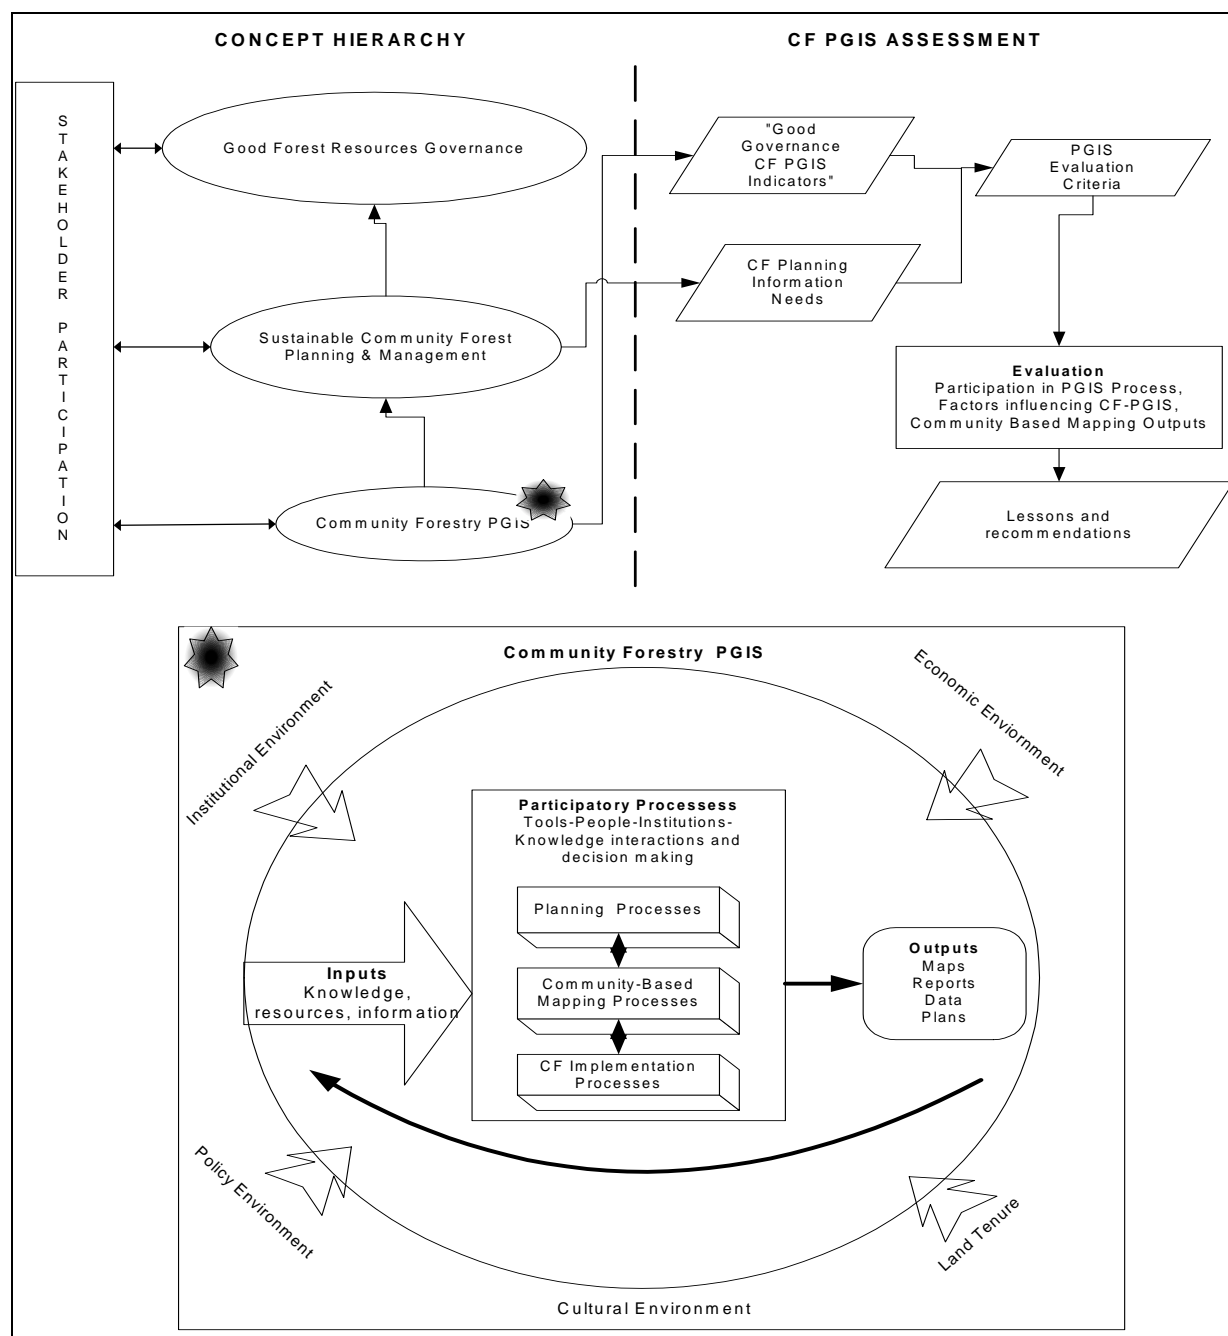 CONCEPT HIERARCHY
CF PGIS ASSESSMENT
STAKEHOLDER PARTICIPATION
Good Forest Resources Governance
Sustainable Community Forest
Planning & Management
Community Forestry PGIS
"Good
Governance
CF PGIS
Indicators"
CF Planning
Information
Needs
PGIS
Evaluation
Criteria
Evaluation
Participation in PGIS Process,
Factors influencing CF-PGIS,
Community Based Mapping Outputs
Lessons and
recommendations
Community Forestry PGIS
Institutional Environment
Economic Enviornment
Participatory Processess
Tools-People-Institutions-
Knowledge interactions and
decision making
Planning Processes
Community-Based
Mapping Processes
CF Implementation
Processes
Inputs
Knowledge,
resources, information
Outputs
Maps
Reports
Data
Plans
Policy Environment
Land Tenure
Cultural Environment